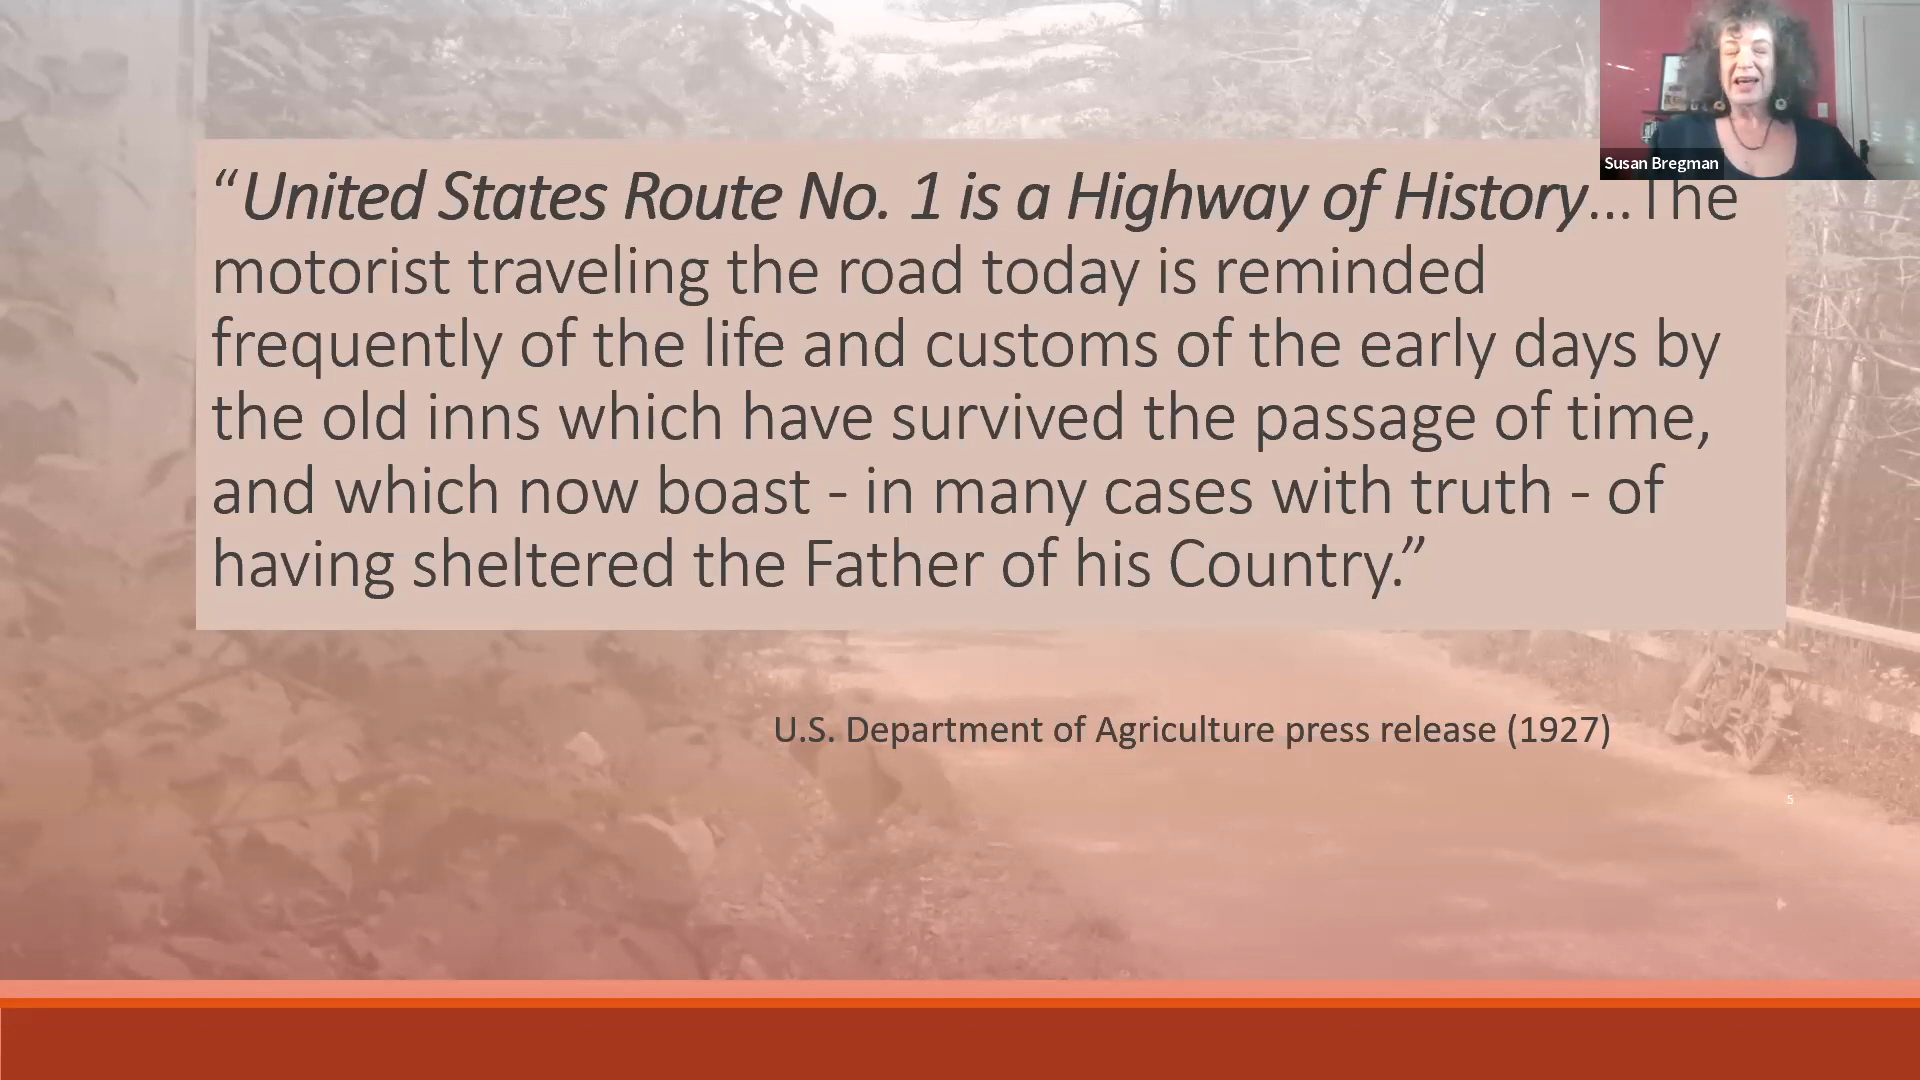 Susan Bregman
“United States Route No. 1 is a Highway of History...The
motorist traveling the road today is reminded
frequently of the life and customs of the early days by
the old inns which have survived the passage of time,
and which now boast - in many cases with truth - of
having sheltered the Father of his Country.”
U.S. Department of Agriculture press release (1927)
5